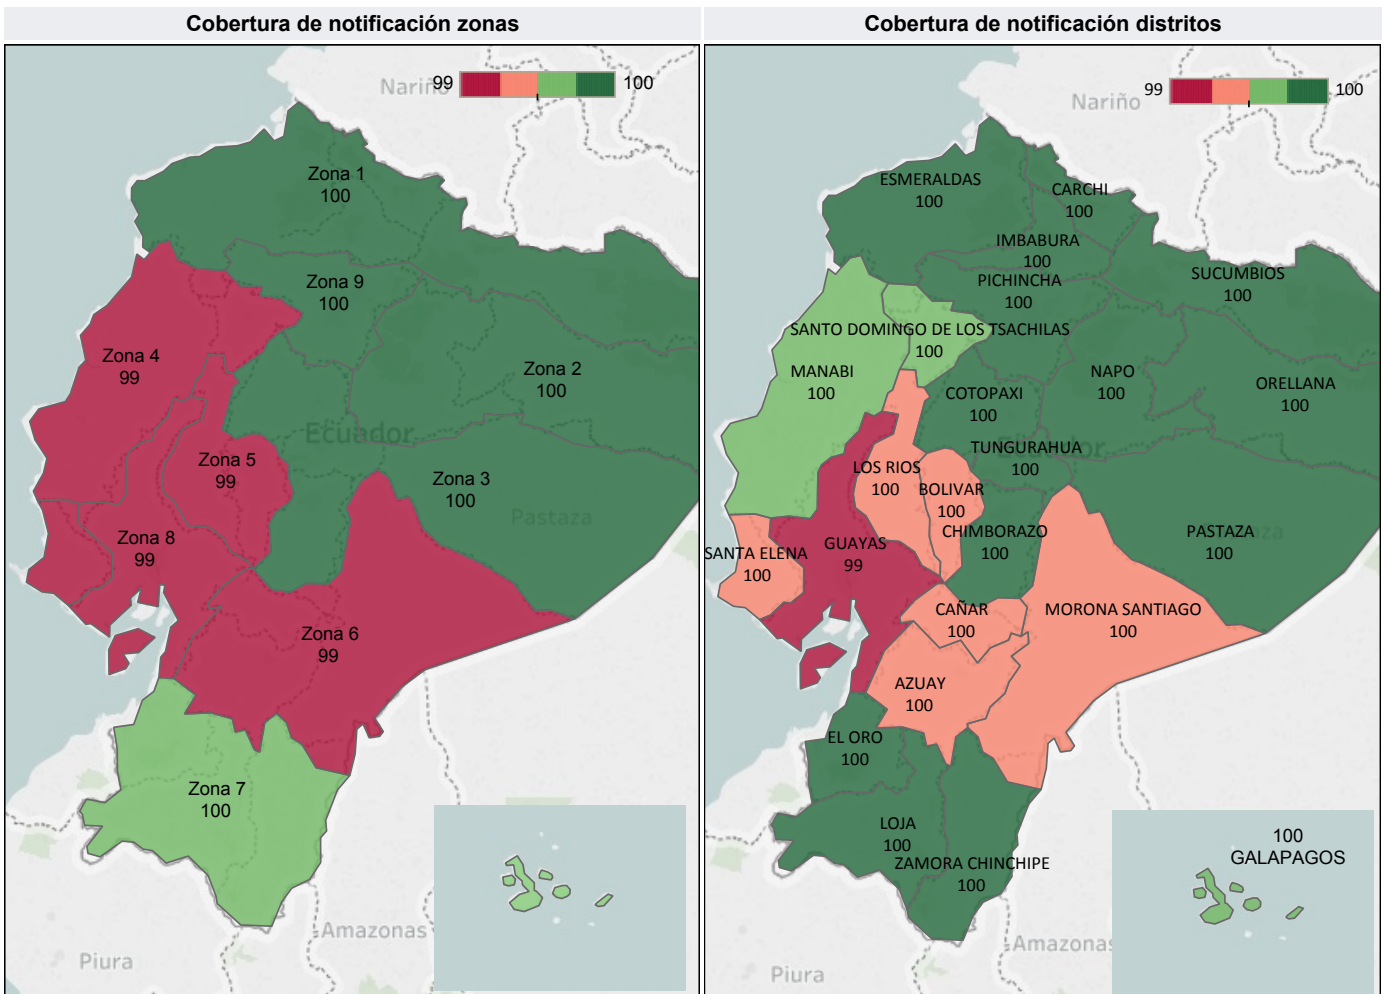 Cobertura de notificación zonas
Nariño
99
100
Zona 1
100
Zona 9
100
Zona 2
100
Zona 4
99
Ecuador
Zona 5
99
Zona 3
100
Pastaza
Zona 8
99
Zona 6
99
Zona 7
100
Amazonas
Piura
Cobertura de notificación distritos
99
100
Nariño
ESMERALDAS
100
CARCHI
100
IMBABURA
100
PICHINCHA
100
SUCUMBIOS
100
SANTO DOMINGO DE LOS TSACHILAS
100
MANABI
100
NAPO
100
ORELLANA
100
COTOPAXI
100
TUNGURAHUA
100
Ecuador
LOS RIOS
100
BOLIVAR
100
CHIMBORAZO
100
PASTAZA
100
SANTA ELENA
100
GUAYAS
99
CAÑAR
100
MORONA SANTIAGO
100
AZUAY
100
EL ORO
100
LOJA
100
ZAMORA CHINCHIPE
100
100
GALAPAGOS
Amazonas
Piura